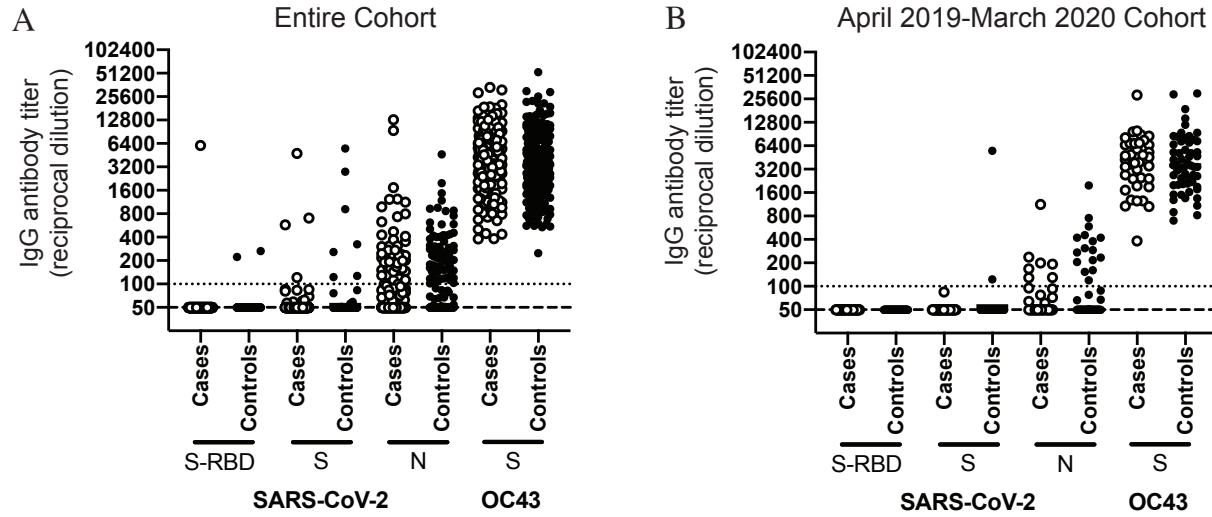 A
Entire Cohort
IgG antibody titer
(reciprocal dilution)
102400
51200
25600
12800
6400
3200
1600
800
400
200
100
50
Cases
Controls
Cases
Controls
Cases
Controls
Cases
Controls
S-RBD
S
N
S
SARS-CoV-2
OC43
B
April 2019-March 2020 Cohort
IgG antibody titer
(reciprocal dilution)
102400
51200
25600
12800
6400
3200
1600
800
400
200
100
50
Cases
Controls
Cases
Controls
Cases
Controls
Cases
Controls
S-RBD
S
N
S
SARS-CoV-2
OC43